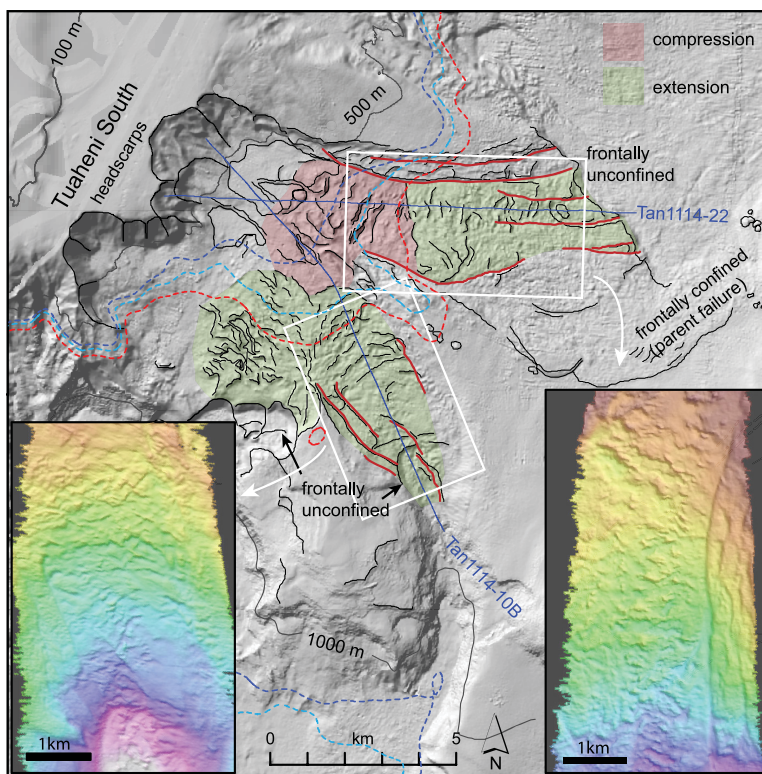 100 m
compression
extension
Tuaheni South
headscarps
500 m
frontally
unconfined
Tan1114-22
frontally confined
(parent failure)
frontally
unconfined
Tan1114-10B
1000 m
1km
0 km 5
N
1km